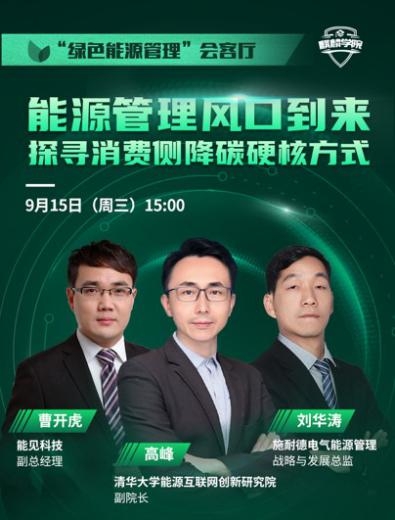 “绿色能源管理”会客厅
麒麟学院
能源管理风口到来
探寻消费侧降碳硬核方式
9月15日（周三）15:00
曹开虎
能见科技
副总经理
高峰
清华大学能源互联网创新研究院
副院长
刘华涛
施耐德电气能源管理
战略与发展总监